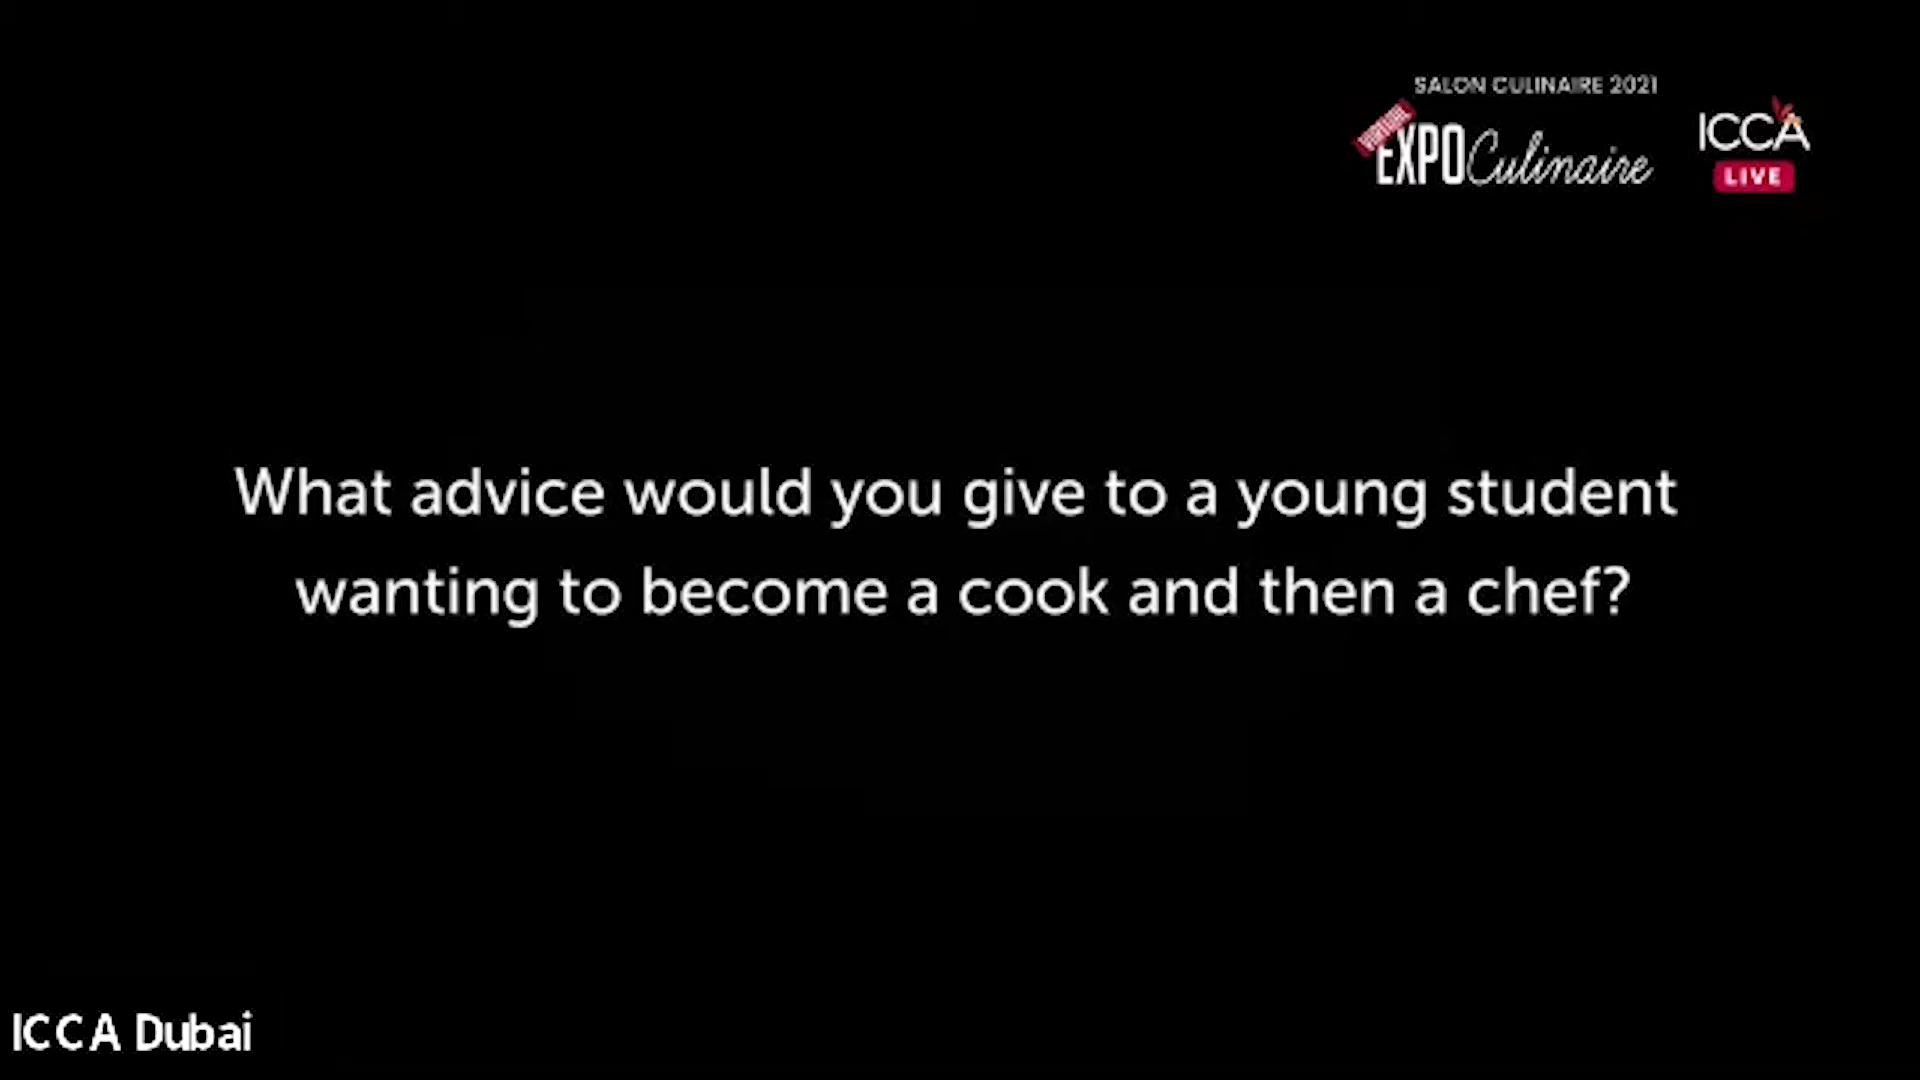 SALON CULINAIRE 2021
VIRTUAL
EXPO Culinaire
ICCA
LIVE
What advice would you give to a young student
wanting to become a cook and then a chef?
ICCA Dubai